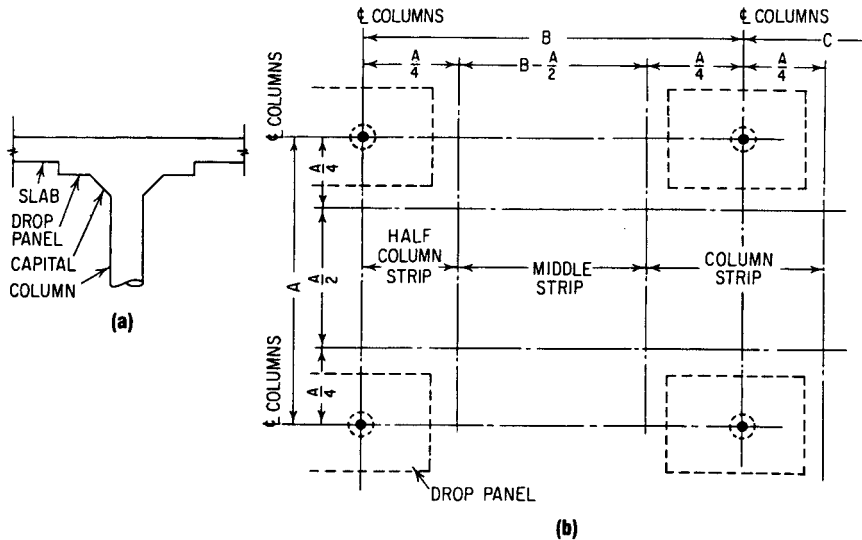 SLAB
DROP
PANEL
CAPITAL
COLUMN
(a)
℄ COLUMNS
℄ COLUMNS
B
C
A/4
B - A/2
A/4
A/4
℄ COLUMNS
A/4
A
A/2
HALF
COLUMN
STRIP
MIDDLE
STRIP
COLUMN
STRIP
A/4
℄ COLUMNS
DROP PANEL
(b)